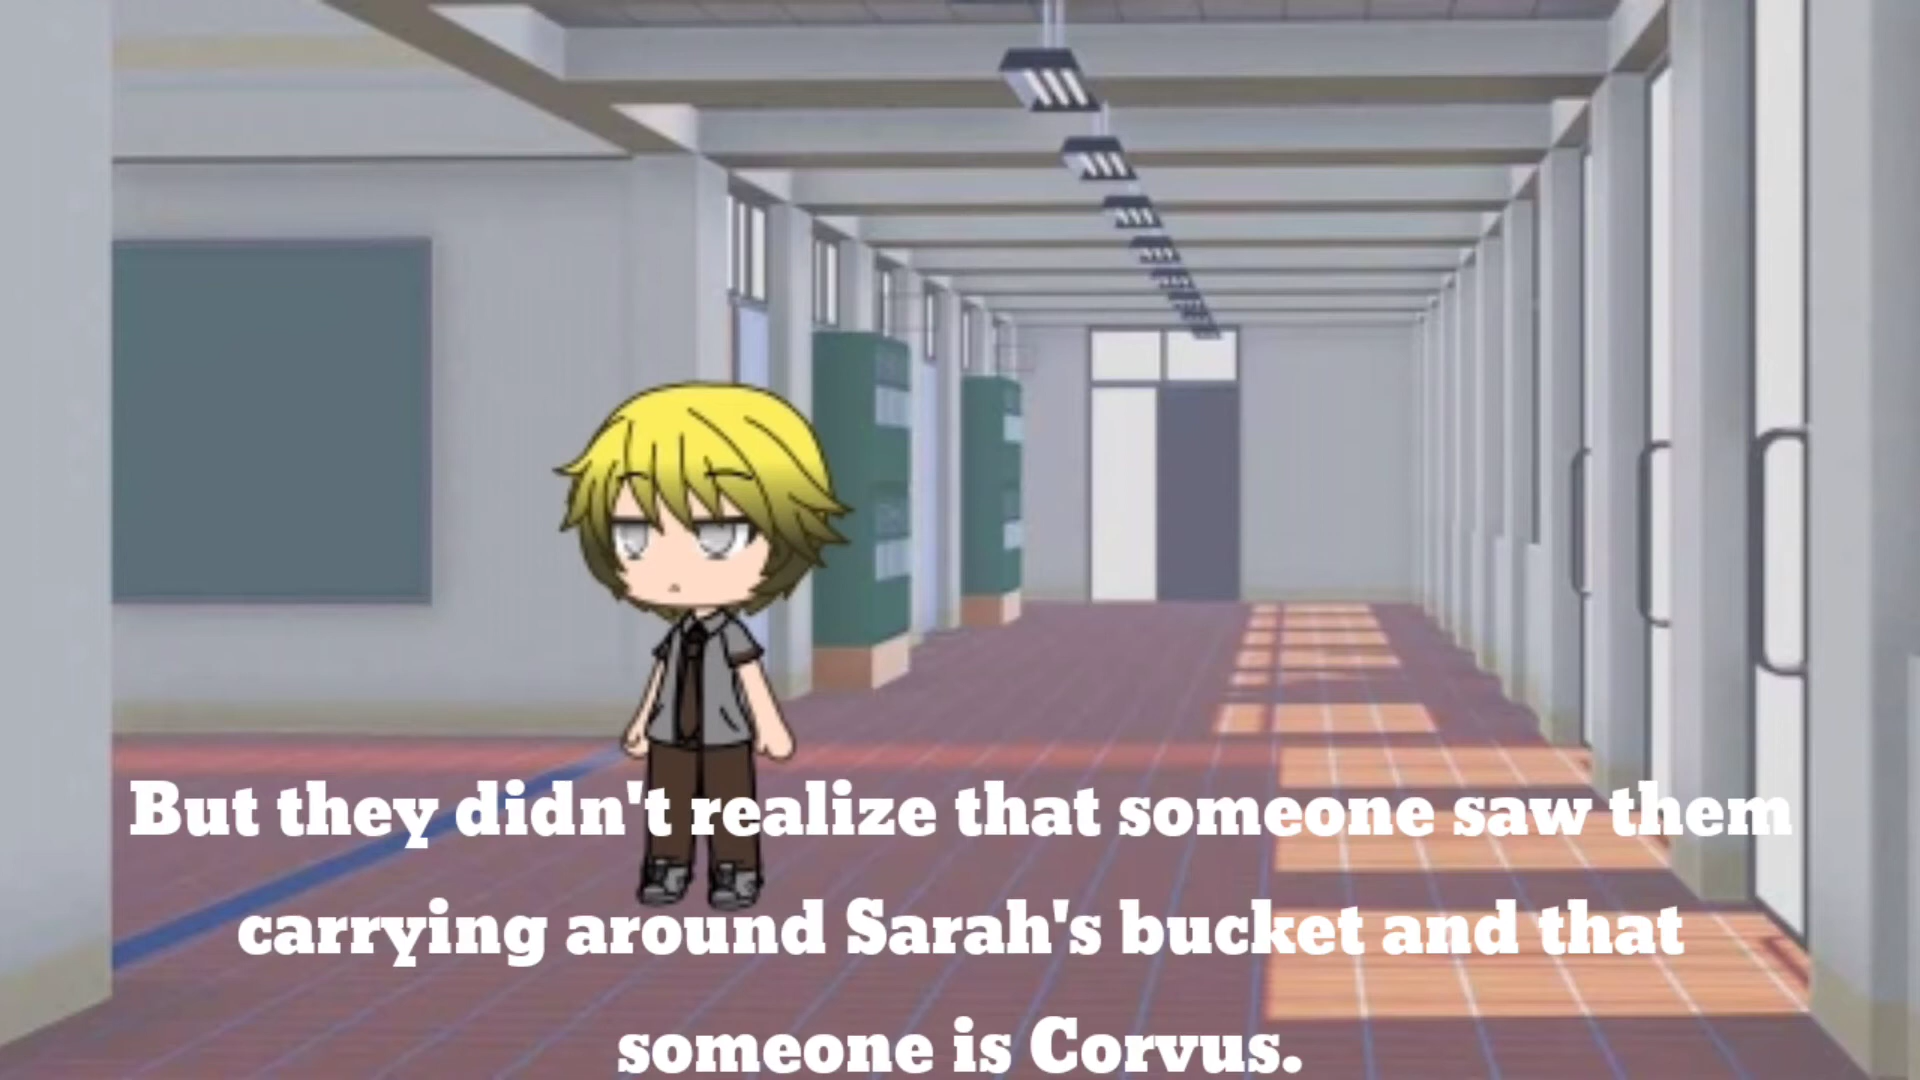 But they didn't realize that someone saw them
carrying around Sarah's bucket and that
someone is Corvus.